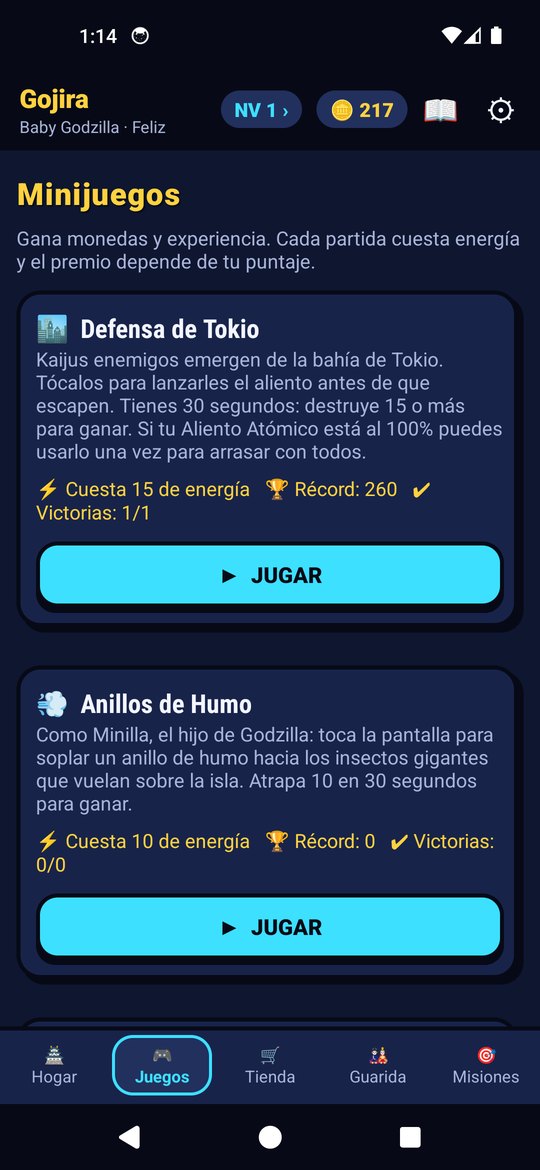 1:14
Gojira
Baby Godzilla · Feliz
NV 1 ›
217
Minijuegos
Gana monedas y experiencia. Cada partida cuesta energía
y el premio depende de tu puntaje.
Defensa de Tokio
Kaijus enemigos emergen de la bahía de Tokio.
Tócalos para lanzarles el aliento antes de que
escapen. Tienes 30 segundos: destruye 15 o más
para ganar. Si tu Aliento Atómico está al 100% puedes
usarlo una vez para arrasar con todos.
⚡ Cuesta 15 de energía 🏆 Récord: 260 ✔
Victorias: 1/1
► JUGAR
Anillos de Humo
Como Minilla, el hijo de Godzilla: toca la pantalla para
soplar un anillo de humo hacia los insectos gigantes
que vuelan sobre la isla. Atrapa 10 en 30 segundos
para ganar.
⚡ Cuesta 10 de energía 🏆 Récord: 0 ✔ Victorias:
0/0
► JUGAR
Hogar
Juegos
Tienda
Guarida
Misiones